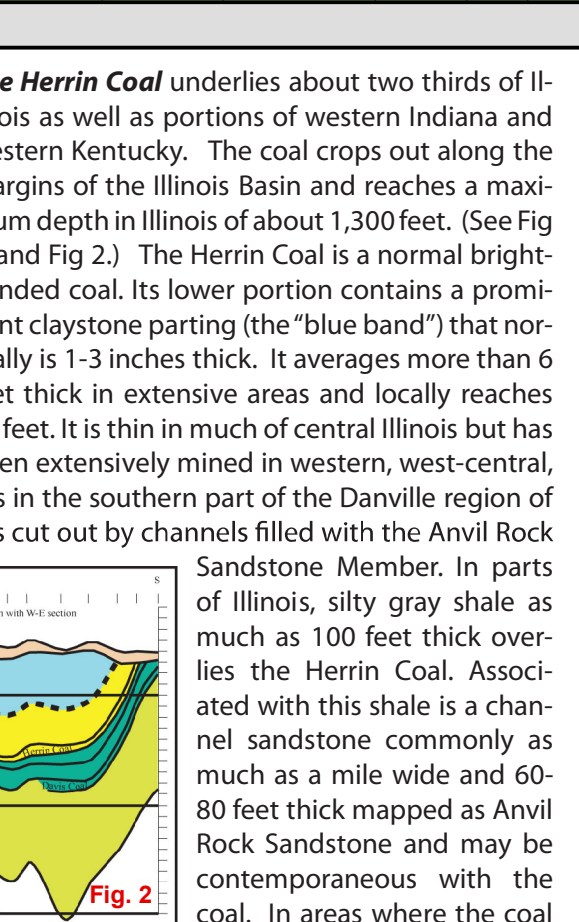 e Herrin Coal underlies about two thirds of Il-
ois as well as portions of western Indiana and
estern Kentucky. The coal crops out along the
argins of the Illinois Basin and reaches a maxi-
um depth in Illinois of about 1,300 feet. (See Fig
and Fig 2.) The Herrin Coal is a normal bright-
nded coal. Its lower portion contains a promi-
nt claystone parting (the “blue band”) that nor-
ally is 1-3 inches thick. It averages more than 6
et thick in extensive areas and locally reaches
feet. It is thin in much of central Illinois but has
en extensively mined in western, west-central,
s in the southern part of the Danville region of
s cut out by channels filled with the Anvil Rock
Sandstone Member. In parts
of Illinois, silty gray shale as
much as 100 feet thick over-
lies the Herrin Coal. Associ-
ated with this shale is a chan-
nel sandstone commonly as
much as a mile wide and 60-
80 feet thick mapped as Anvil
Rock Sandstone and may be
contemporaneous with the
coal. In areas where the coal
S
n with W-E section
Herrin Coal
Davis Coal
Fig. 2